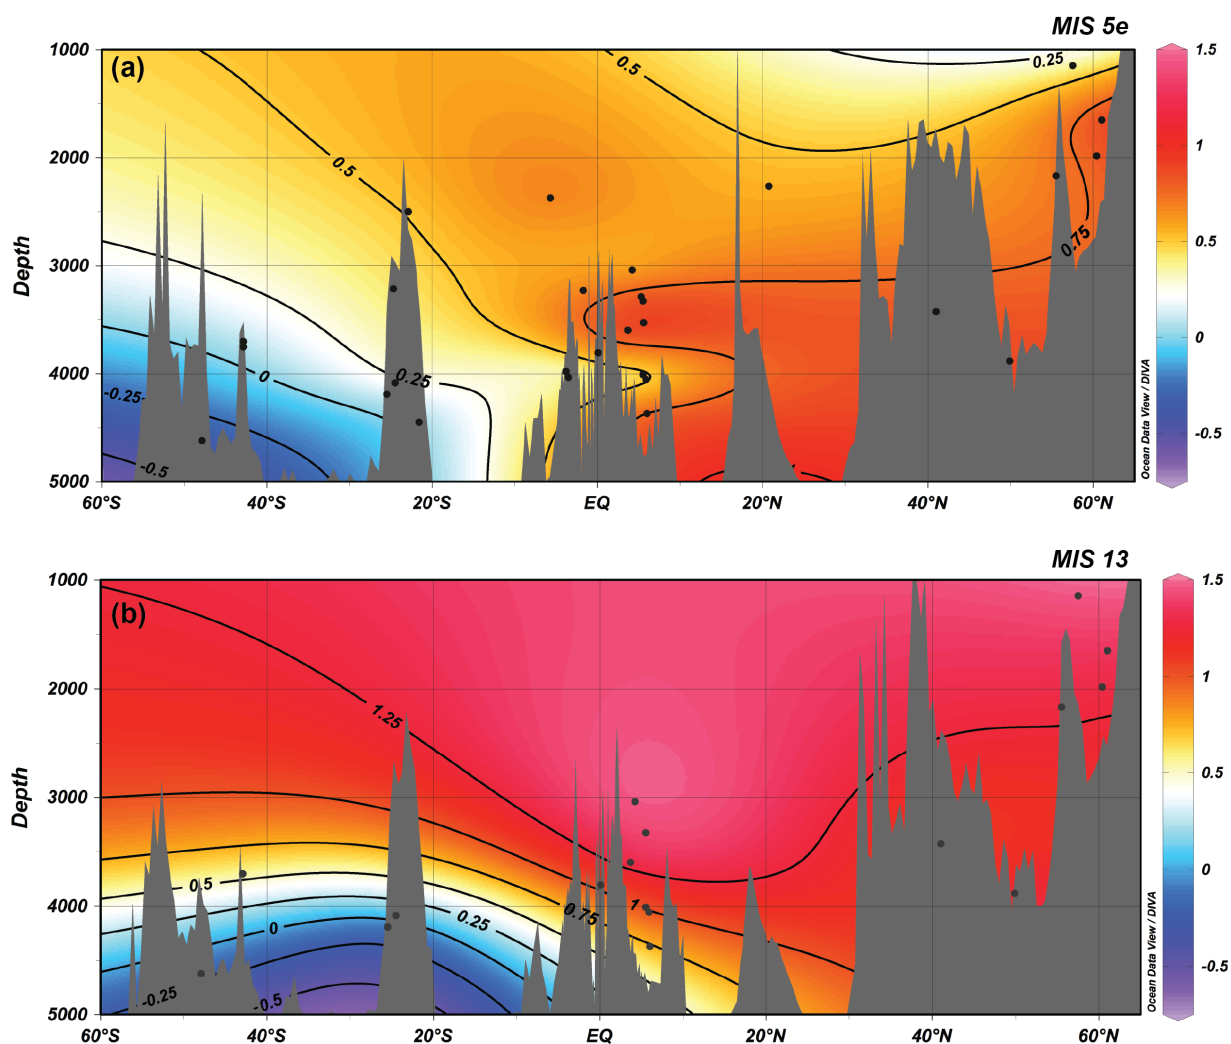 MIS 5e
(a)
1000
2000
3000
4000
5000
Depth
60°S
40°S
20°S
EQ
20°N
40°N
60°N
0.5
0.5
0.25
0.75
0
0.25
-0.25
-0.5
1.5
1
0.5
0
-0.5
Ocean Data View / DIVA
MIS 13
(b)
1000
2000
3000
4000
5000
Depth
60°S
40°S
20°S
EQ
20°N
40°N
60°N
1.25
0.5
0.75
1
0.25
0
-0.25
-0.5
1.5
1
0.5
0
-0.5
Ocean Data View / DIVA